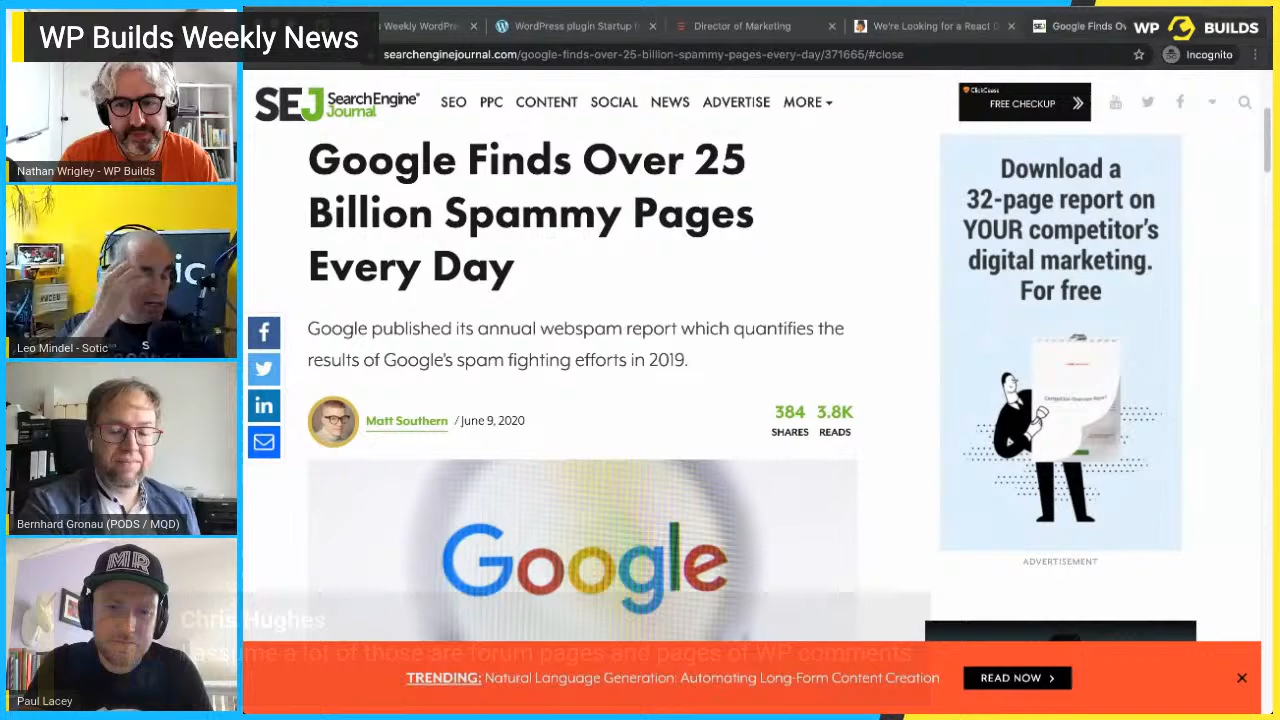 WP Builds Weekly News
Weekly WordPre
WordPress plugin Startup
Director of Marketing
We're Looking for a React D
Google Finds Ov
WP BUILDS
searchenginejournal.com/google-finds-over-25-billion-spammy-pages-every-day/371665/#close
Incognito
SEJ Search Engine Journal
SEO PPC CONTENT SOCIAL NEWS ADVERTISE MORE
ClickCease
FREE CHECKUP
Google Finds Over 25
Billion Spammy Pages
Every Day
Google published its annual webspam report which quantifies the
results of Google's spam fighting efforts in 2019.
Matt Southern / June 9, 2020
384 3.8K
SHARES READS
Download a
32-page report on
YOUR competitor's
digital marketing.
For free
ADVERTISEMENT
Google
Nathan Wrigley - WP Builds
Leo Mindel - Sotic
Bernhard Gronau (PODS / MQD)
MR
Paul Lacey
Chris Hughes
I assume a lot of those are forum pages and pages of WP comments
TRENDING: Natural Language Generation: Automating Long-Form Content Creation
READ NOW